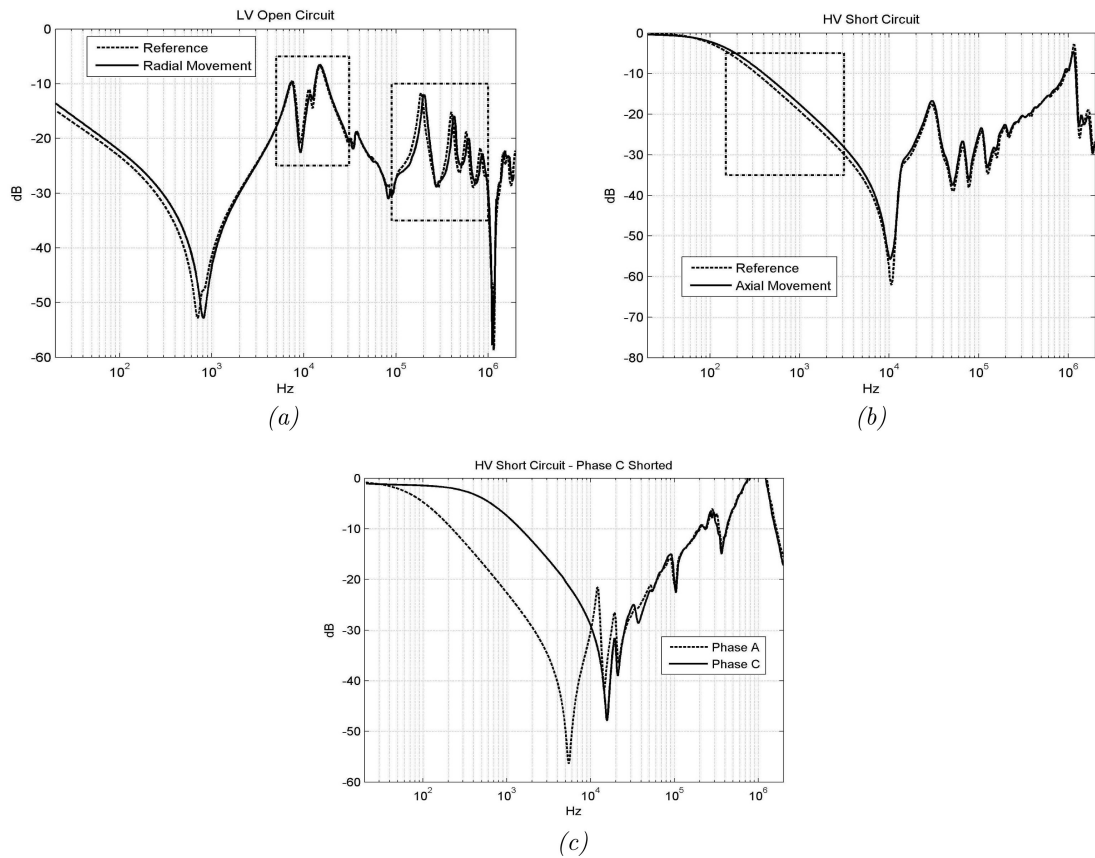 LV Open Circuit
0
-10
-20
-30
-40
-50
-60
dB
Reference
Radial Movement
10^2
10^3
10^4
10^5
10^6
Hz
(a)
HV Short Circuit
0
-10
-20
-30
-40
-50
-60
-70
-80
dB
Reference
Axial Movement
10^2
10^3
10^4
10^5
10^6
Hz
(b)
HV Short Circuit - Phase C Shorted
0
-10
-20
-30
-40
-50
-60
dB
Phase A
Phase C
10^2
10^3
10^4
10^5
10^6
Hz
(c)